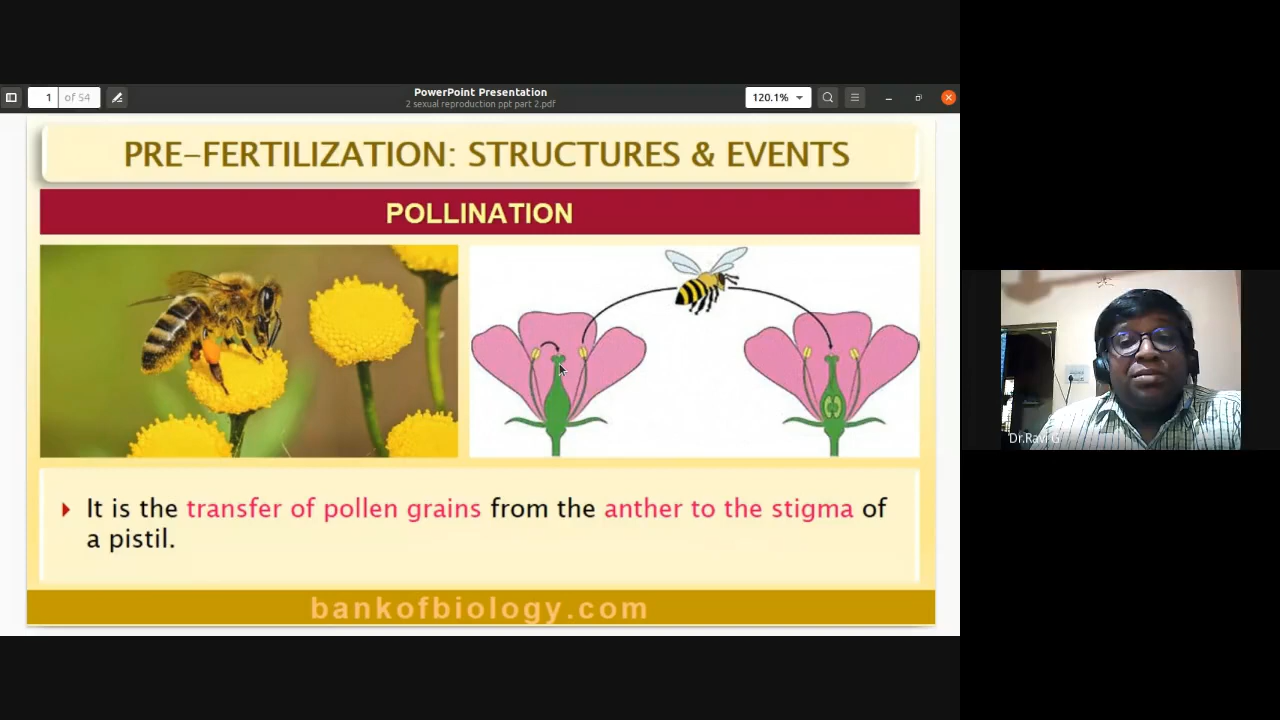 PowerPoint Presentation
1 of 54
2 sexual reproduction ppt part 2.pdf
120.1%
PRE–FERTILIZATION: STRUCTURES & EVENTS
POLLINATION
It is the transfer of pollen grains from the anther to the stigma of
a pistil.
bankofbiology.com
Dr.Ravi G